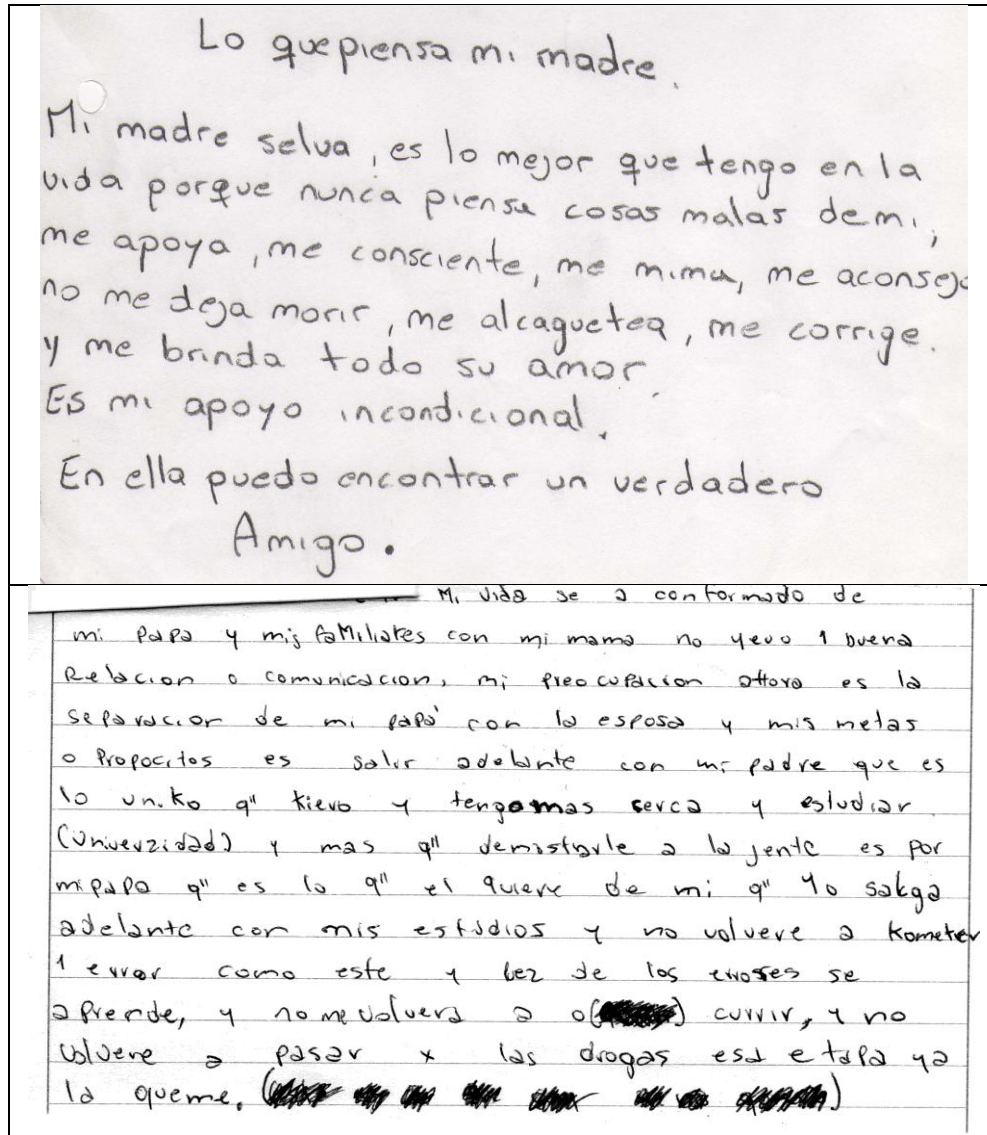 Lo que piensa mi madre.
Mi madre selva, es lo mejor que tengo en la
vida porque nunca piensa cosas malas de mi,
me apoya, me consciente, me mima, me aconseja
no me deja morir, me alcaguetea, me corrige.
y me brinda todo su amor.
Es mi apoyo incondicional.
En ella puedo encontrar un verdadero
Amigo.
Mi vida se a conformado de
mi papa y mis faMiliares con mi mama no yevo 1 buena
Relacion o comunicacion, mi preocupacion ahora es la
separacion de mi papá con la esposa y mis metas
o Propocitos es salir adelante con mi padre que es
lo uniko q" kiero y tengo mas serca y estudiar
(Univerzidad) y mas q" demostrarle a la jente es por
mi papa q" es lo q" el quiere de mi q" yo salga
adelante con mis estudios y no volvere a kometer
1 error como este y de los errores se
aprende, y no me volvera a o( ) currir, y no
volvere a pasar x las drogas esa etapa ya
la queme. ( )